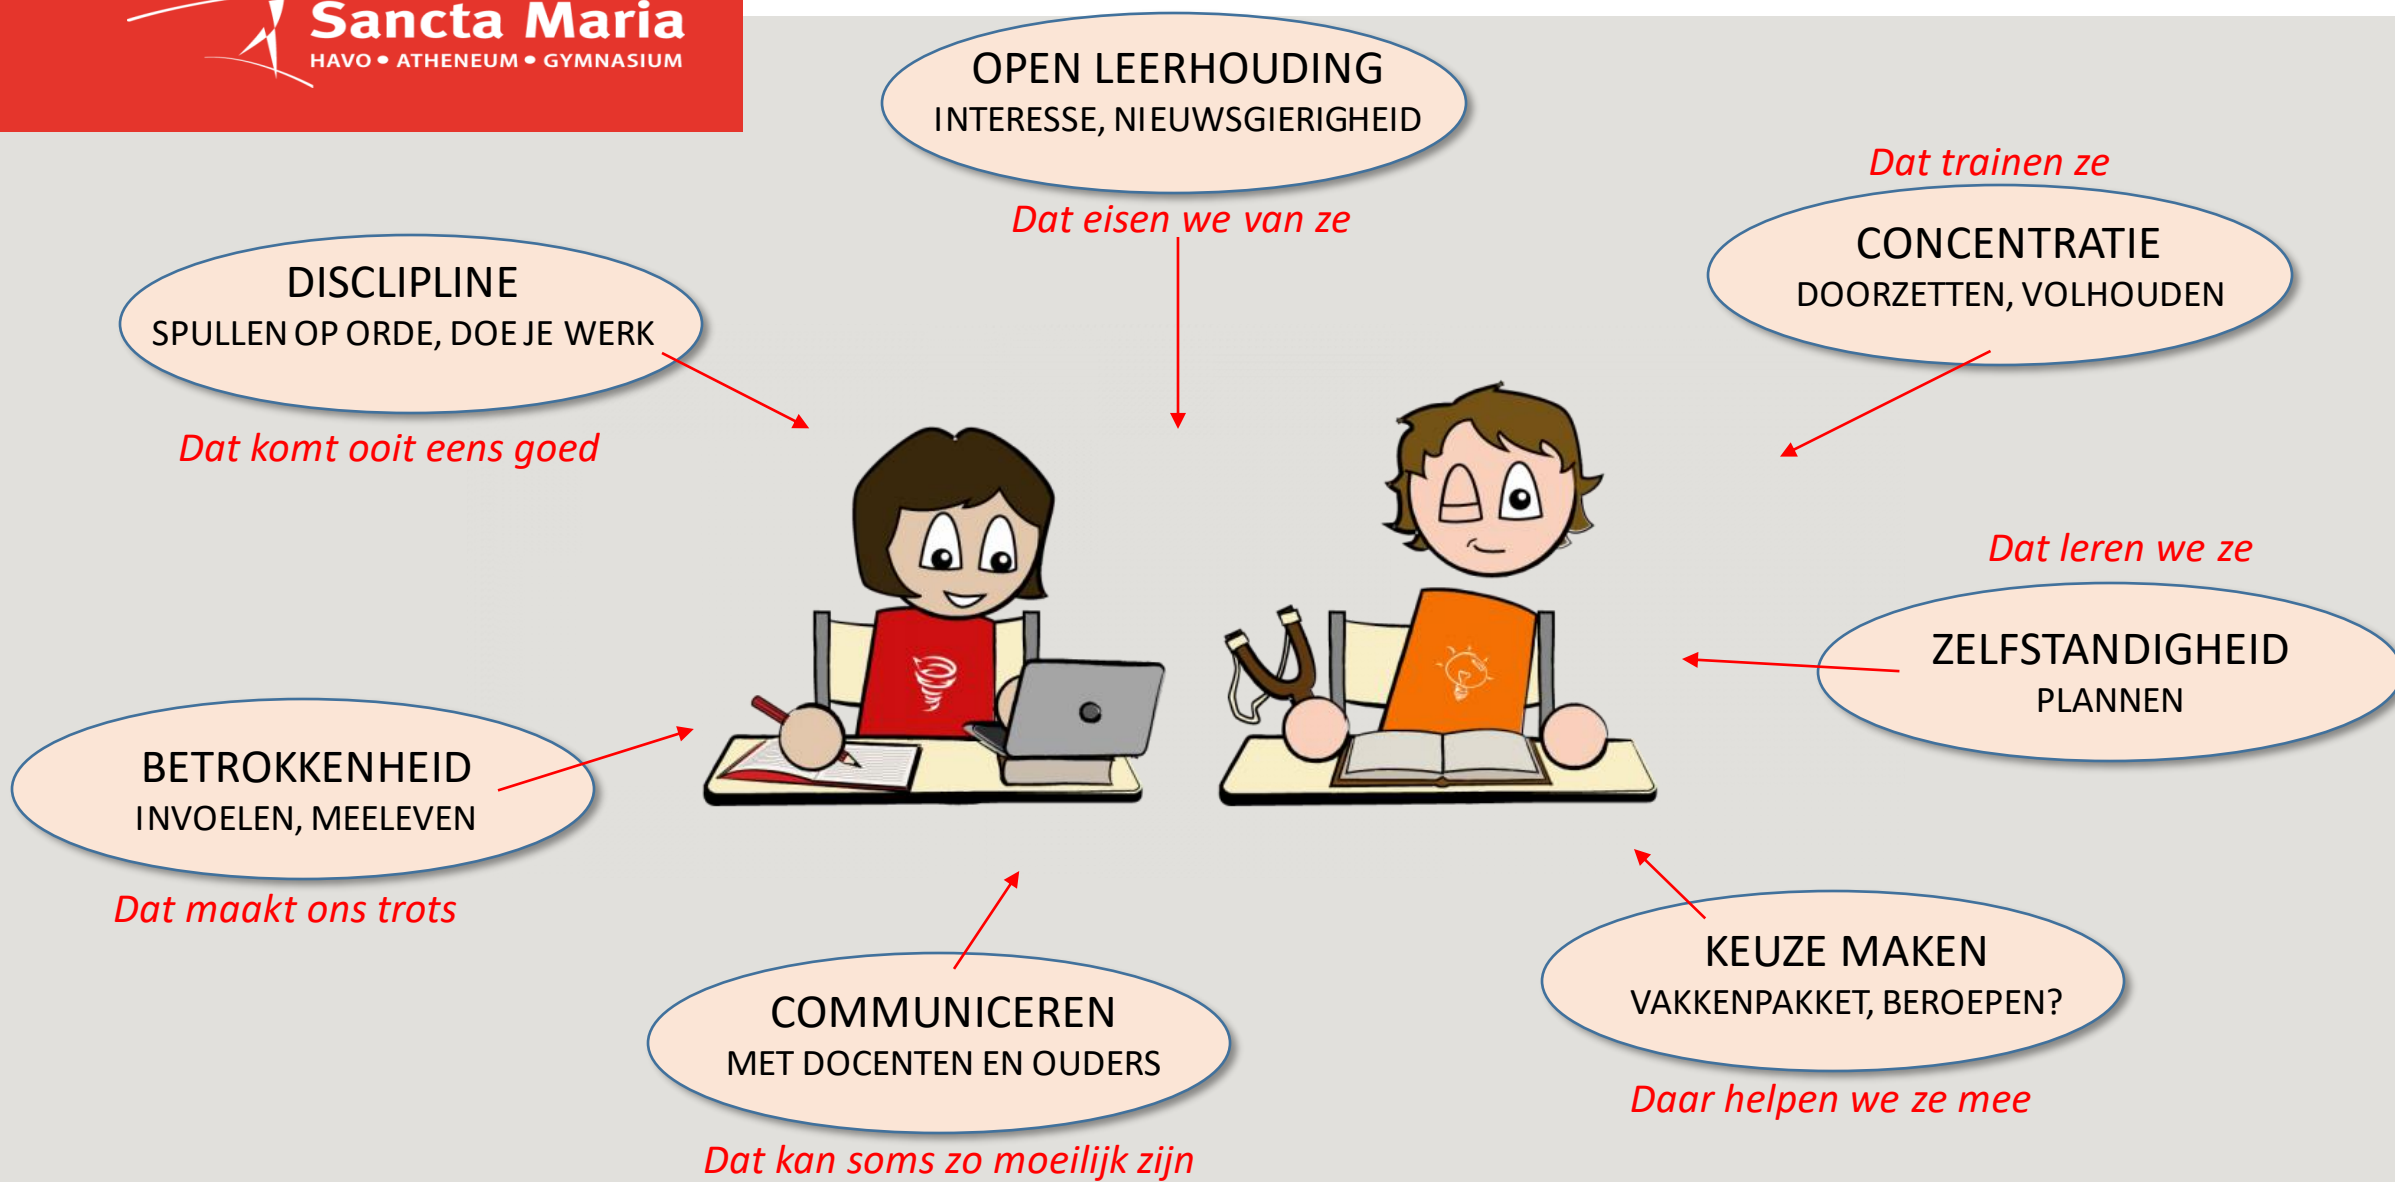 Sancta Maria
HAVO • ATHENEUM • GYMNASIUM
OPEN LEERHOUDING
INTERESSE, NIEUWSGIERIGHEID
Dat eisen we van ze
Dat trainen ze
CONCENTRATIE
DOORZETTEN, VOLHOUDEN
DISCLIPLINE
SPULLEN OP ORDE, DOE JE WERK
Dat komt ooit eens goed
Dat leren we ze
ZELFSTANDIGHEID
PLANNEN
BETROKKENHEID
INVOELEN, MEELEVEN
Dat maakt ons trots
KEUZE MAKEN
VAKKENPAKKET, BEROEPEN?
Daar helpen we ze mee
COMMUNICEREN
MET DOCENTEN EN OUDERS
Dat kan soms zo moeilijk zijn